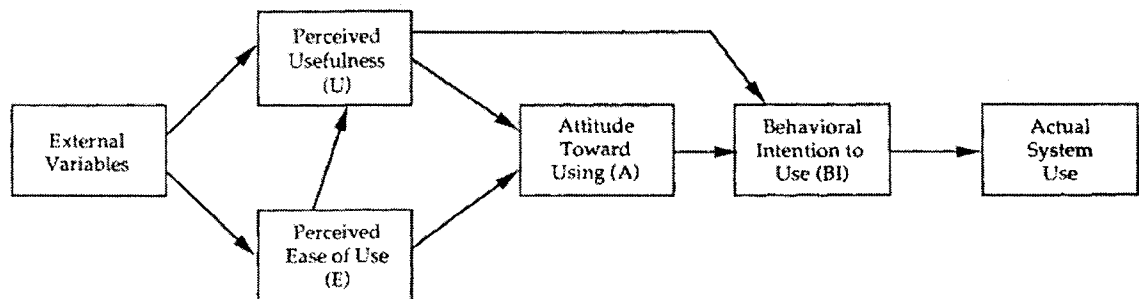 External
Variables
Perceived
Usefulness
(U)
Perceived
Ease of Use
(E)
Attitude
Toward
Using (A)
Behavioral
Intention to
Use (BI)
Actual
System
Use